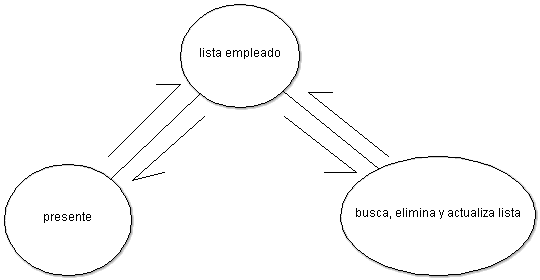 lista empleado
presente
busca, elimina y actualiza lista